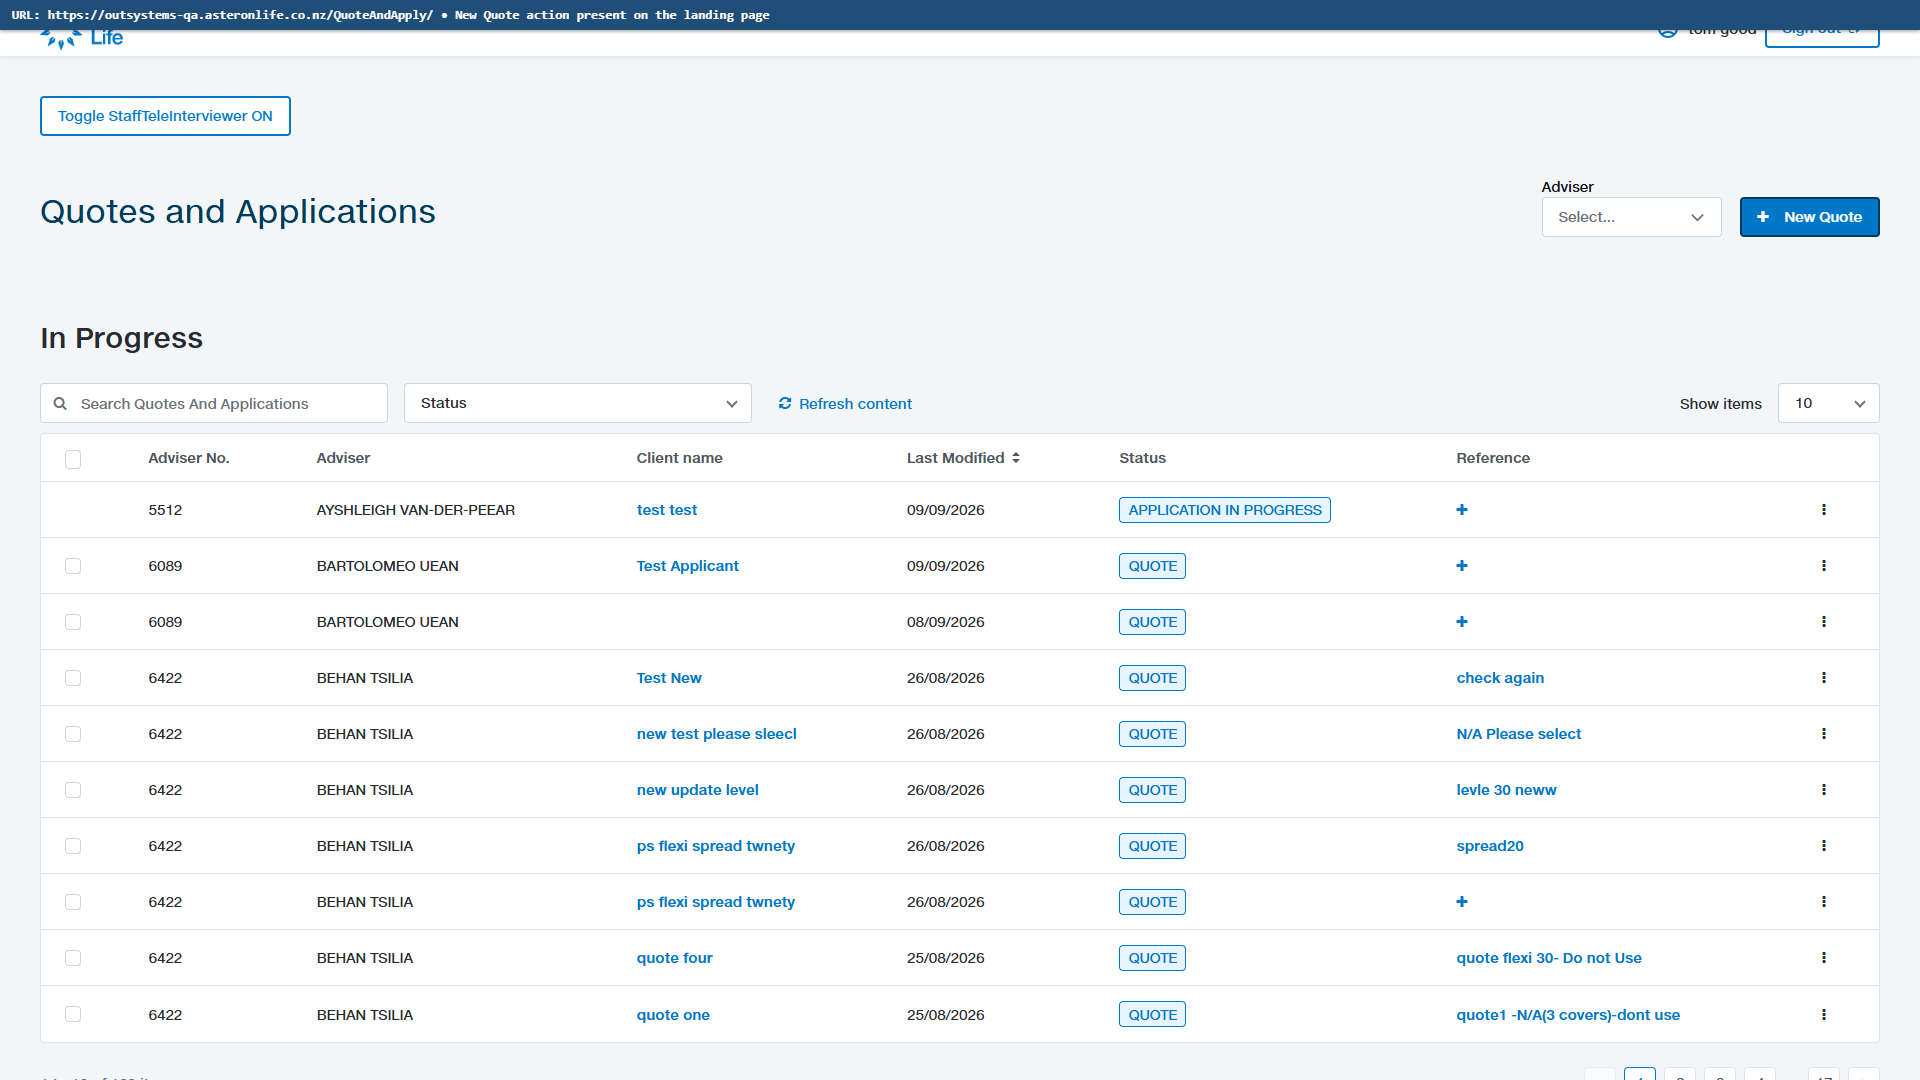 URL: https://outsystems-qa.asteronlife.co.nz/QuoteAndApply/ • New Quote action present on the landing page
Life
tom good
Sign out
Toggle StaffTeleInterviewer ON
Quotes and Applications
Adviser
Select...
New Quote
In Progress
Search Quotes And Applications
Status
Refresh content
Show items
10
Adviser No. Adviser Client name Last Modified Status Reference
5512 AYSHLEIGH VAN-DER-PEEAR test test 09/09/2026 APPLICATION IN PROGRESS
6089 BARTOLOMEO UEAN Test Applicant 09/09/2026 QUOTE
6089 BARTOLOMEO UEAN 08/09/2026 QUOTE
6422 BEHAN TSILIA Test New 26/08/2026 QUOTE check again
6422 BEHAN TSILIA new test please sleecl 26/08/2026 QUOTE N/A Please select
6422 BEHAN TSILIA new update level 26/08/2026 QUOTE levle 30 neww
6422 BEHAN TSILIA ps flexi spread twnety 26/08/2026 QUOTE spread20
6422 BEHAN TSILIA ps flexi spread twnety 26/08/2026 QUOTE
6422 BEHAN TSILIA quote four 25/08/2026 QUOTE quote flexi 30- Do not Use
6422 BEHAN TSILIA quote one 25/08/2026 QUOTE quote1 -N/A(3 covers)-dont use